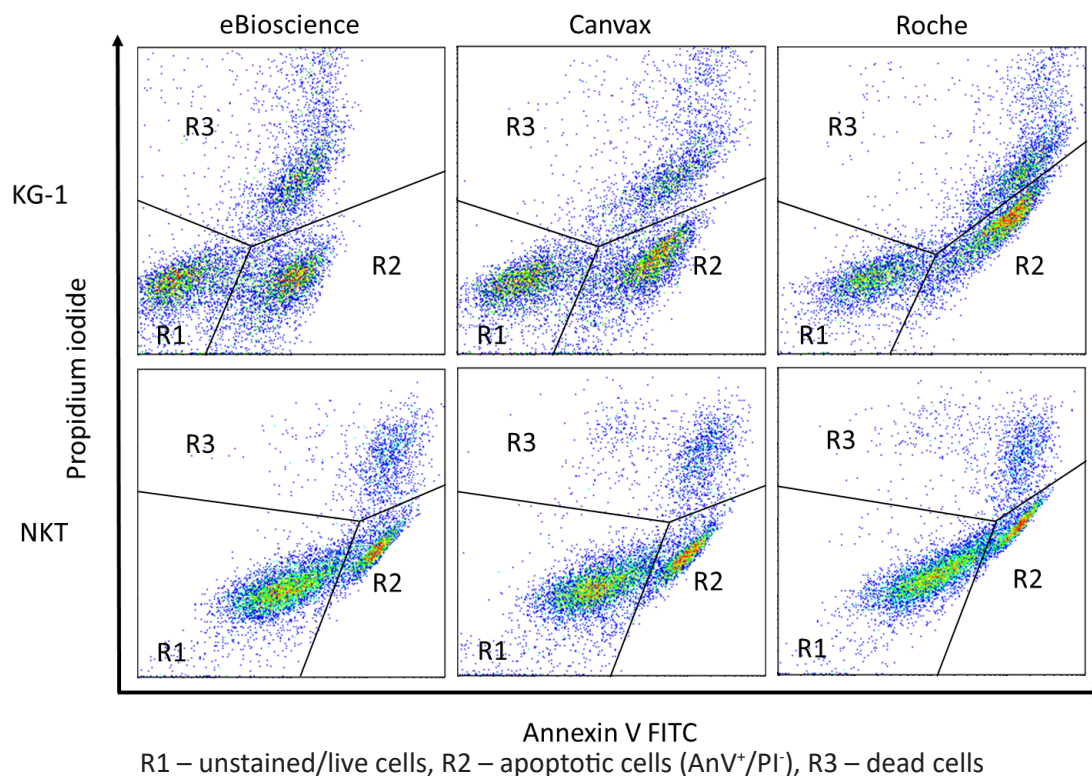 eBioscience Canvax Roche
KG-1
R3 R3 R3
R2 R2 R2
R1 R1 R1
Propidium iodide
NKT
R3 R3 R3
R2 R2 R2
R1 R1 R1
Annexin V FITC
R1 – unstained/live cells, R2 – apoptotic cells (AnV⁺/PI⁻), R3 – dead cells